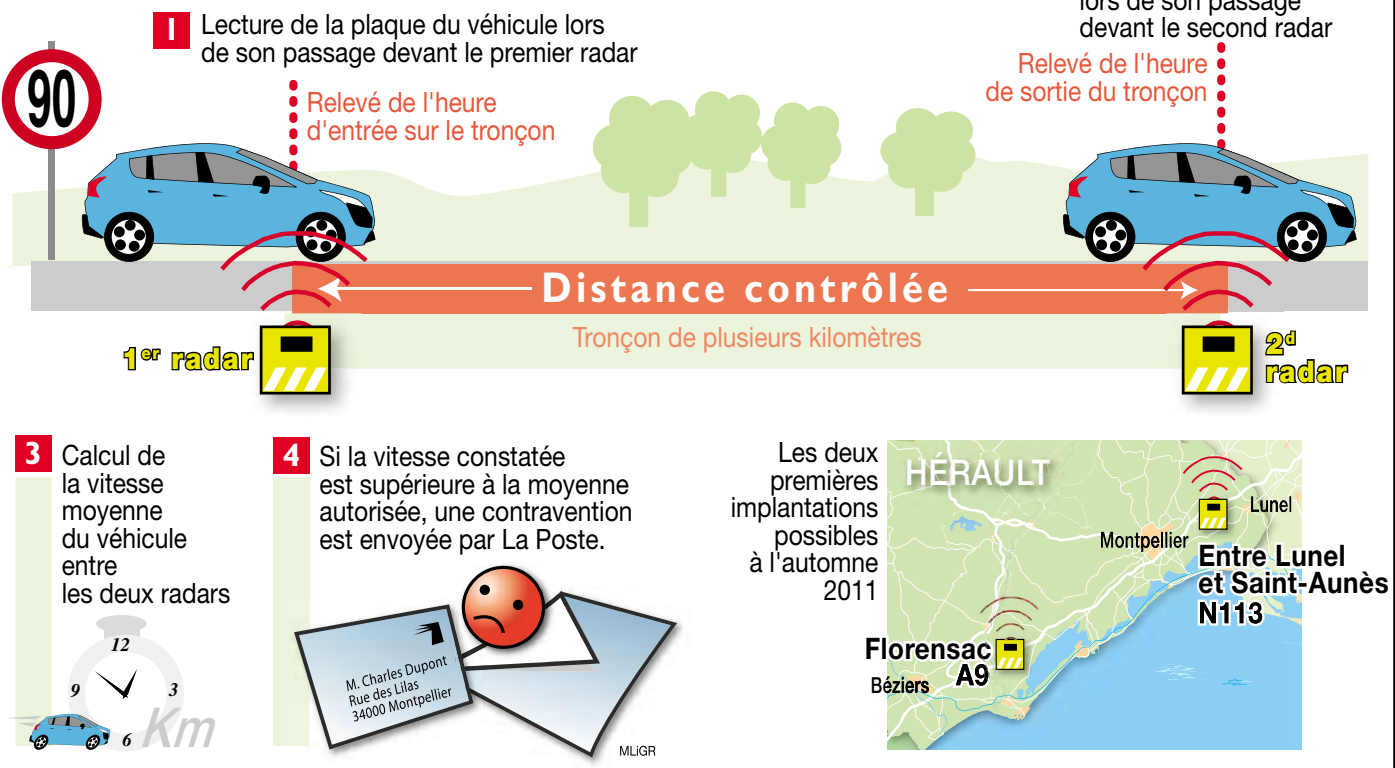 90
1 Lecture de la plaque du véhicule lors
de son passage devant le premier radar
Relevé de l'heure
d'entrée sur le tronçon
lors de son passage
devant le second radar
Relevé de l'heure
de sortie du tronçon
Distance contrôlée
Tronçon de plusieurs kilomètres
1er radar
2d
radar
3 Calcul de
la vitesse
moyenne
du véhicule
entre
les deux radars
12
9
3
6
Km
4 Si la vitesse constatée
est supérieure à la moyenne
autorisée, une contravention
est envoyée par La Poste.
M. Charles Dupont
Rue des Lilas
34000 Montpellier
MLiGR
Les deux
premières
implantations
possibles
à l'automne
2011
HÉRAULT
Lunel
Montpellier
Entre Lunel
et Saint-Aunès
N113
Florensac
A9
Béziers